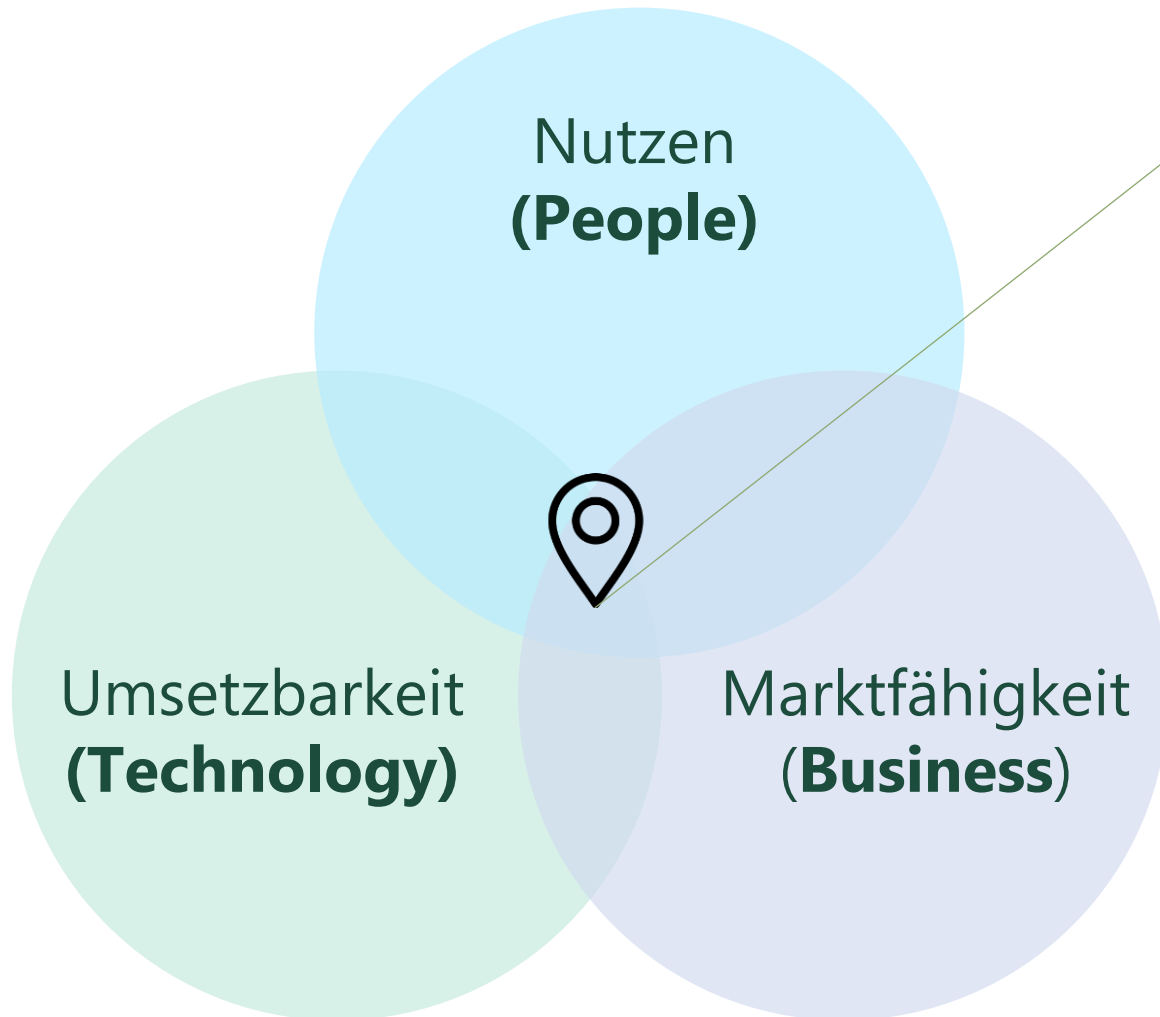 Nutzen
(People)
Umsetzbarkeit
(Technology)
Marktfähigkeit
(Business)